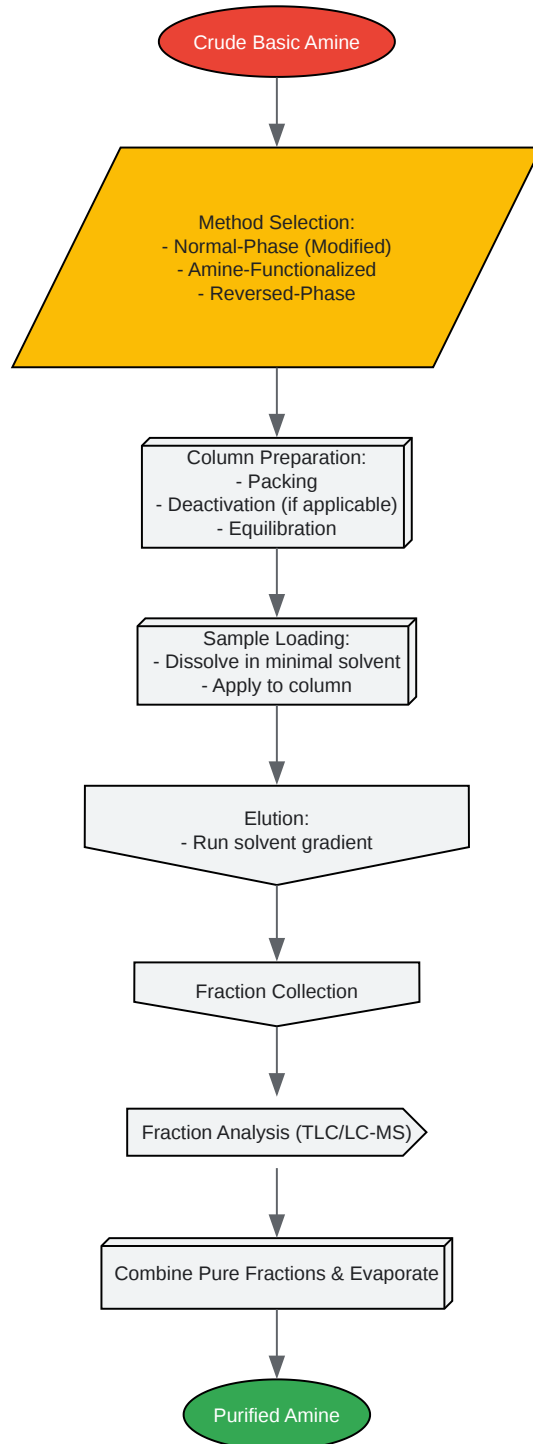 Crude Basic Amine
Method Selection:
- Normal-Phase (Modified)
- Amine-Functionalized
- Reversed-Phase
Column Preparation:
- Packing
- Deactivation (if applicable)
- Equilibration
Sample Loading:
- Dissolve in minimal solvent
- Apply to column
Elution:
- Run solvent gradient
Fraction Collection
Fraction Analysis (TLC/LC-MS)
Combine Pure Fractions & Evaporate
Purified Amine